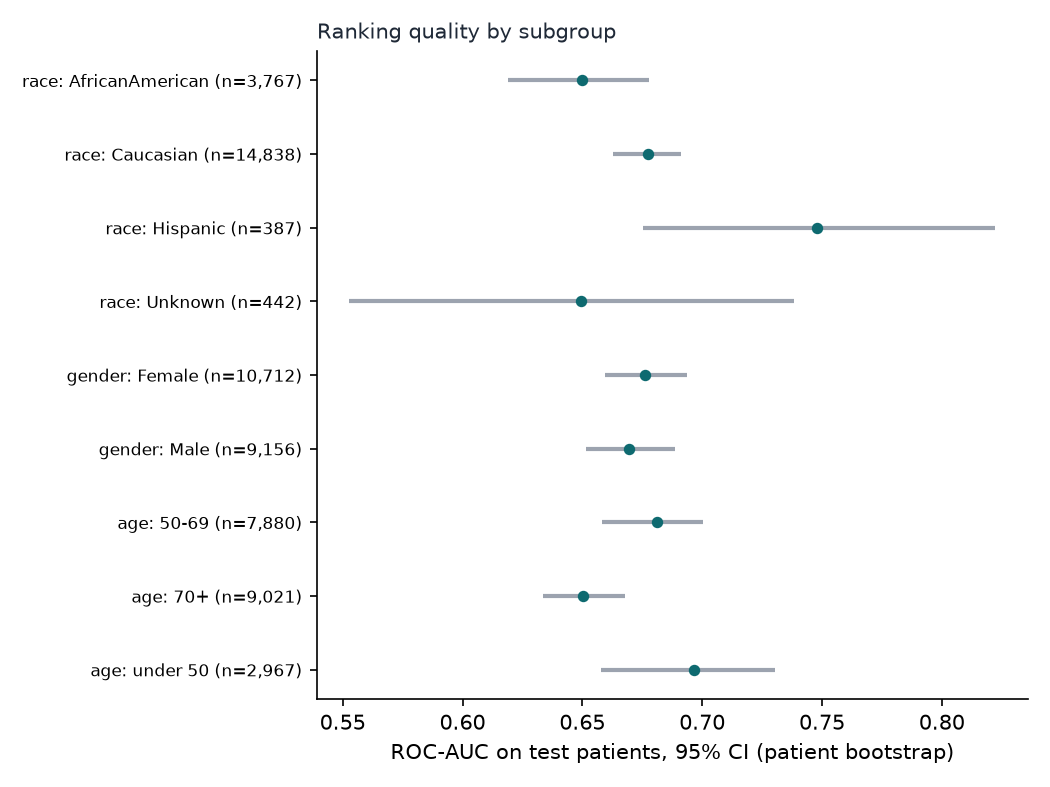 Ranking quality by subgroup
race: AfricanAmerican (n=3,767)
race: Caucasian (n=14,838)
race: Hispanic (n=387)
race: Unknown (n=442)
gender: Female (n=10,712)
gender: Male (n=9,156)
age: 50-69 (n=7,880)
age: 70+ (n=9,021)
age: under 50 (n=2,967)
0.55 0.60 0.65 0.70 0.75 0.80
ROC-AUC on test patients, 95% CI (patient bootstrap)